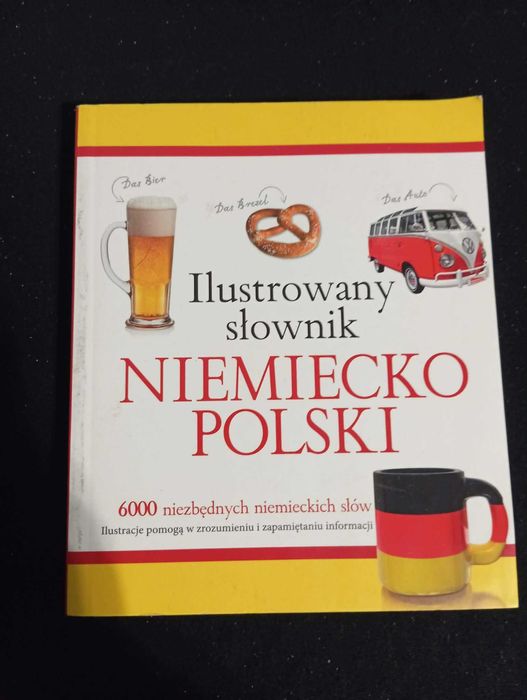 Das Bier
Das Brezel
Das Auto
Ilustrowany
słownik
NIEMIECKO
POLSKI
6000 niezbędnych niemieckich słów
Ilustracje pomogą w zrozumieniu i zapamiętaniu informacji